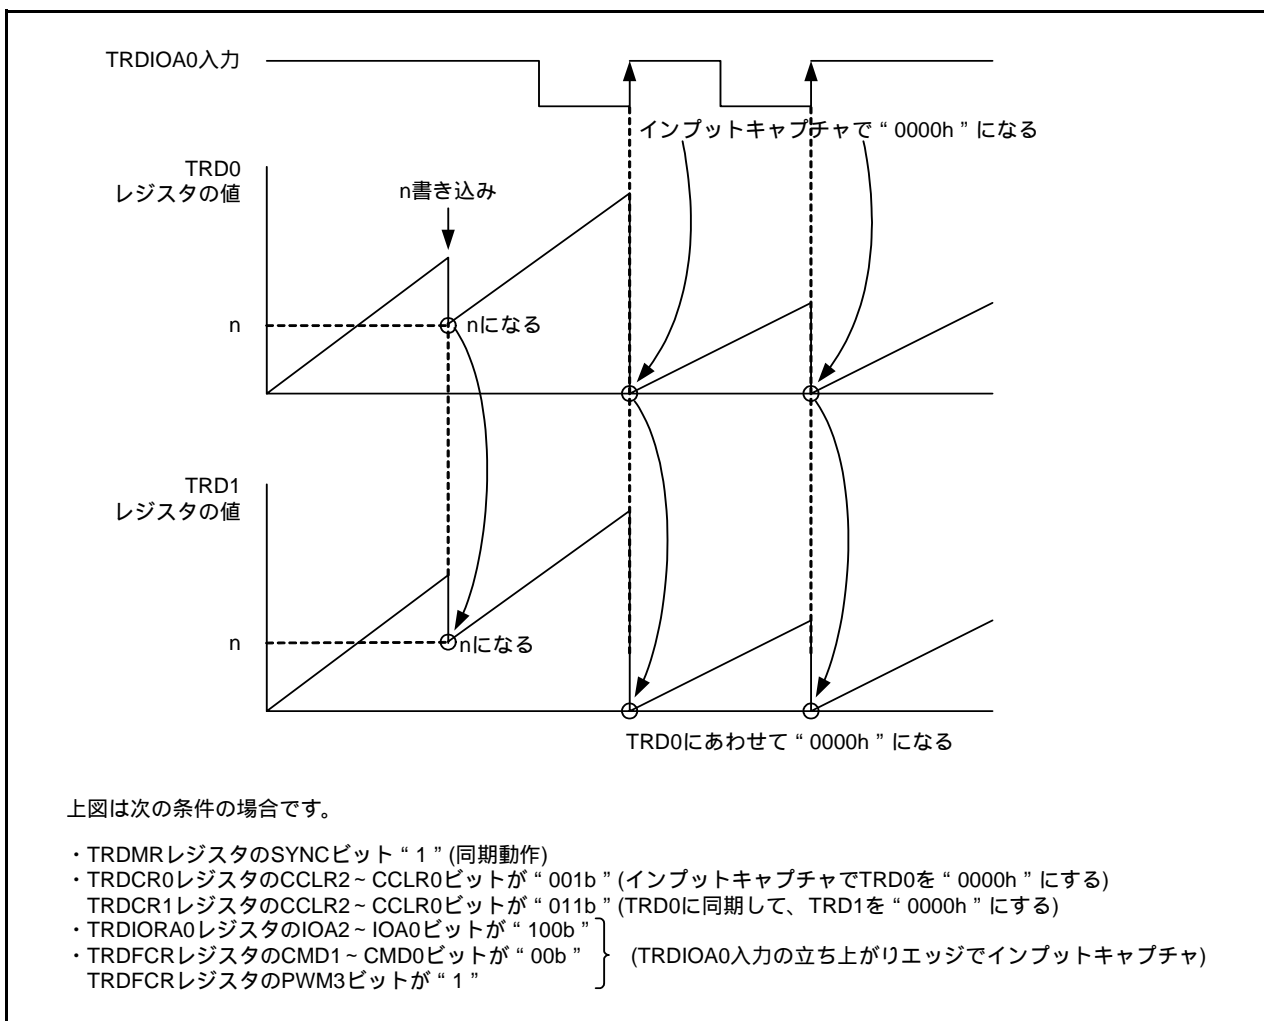 TRDIOA0入力
インプットキャプチャで“ 0000h ” になる
TRD0
レジスタの値
n書き込み
n
nになる
TRD1
レジスタの値
n
nになる
TRD0にあわせて“ 0000h ” になる
上図は次の条件の場合です。
・TRDMRレジスタのSYNCビット“ 1 ” (同期動作)
・TRDCR0レジスタのCCLR2~CCLR0ビットが“ 001b ” (インプットキャプチャでTRD0を“ 0000h ” にする)
TRDCR1レジスタのCCLR2~CCLR0ビットが“ 011b ” (TRD0に同期して、TRD1を“ 0000h ” にする)
・TRDIORA0レジスタのIOA2~IOA0ビットが“ 100b ”
・TRDFCRレジスタのCMD1~CMD0ビットが“ 00b ”
(TRDIOA0入力の立ち上がりエッジでインプットキャプチャ)
TRDFCRレジスタのPWM3ビットが“ 1 ”